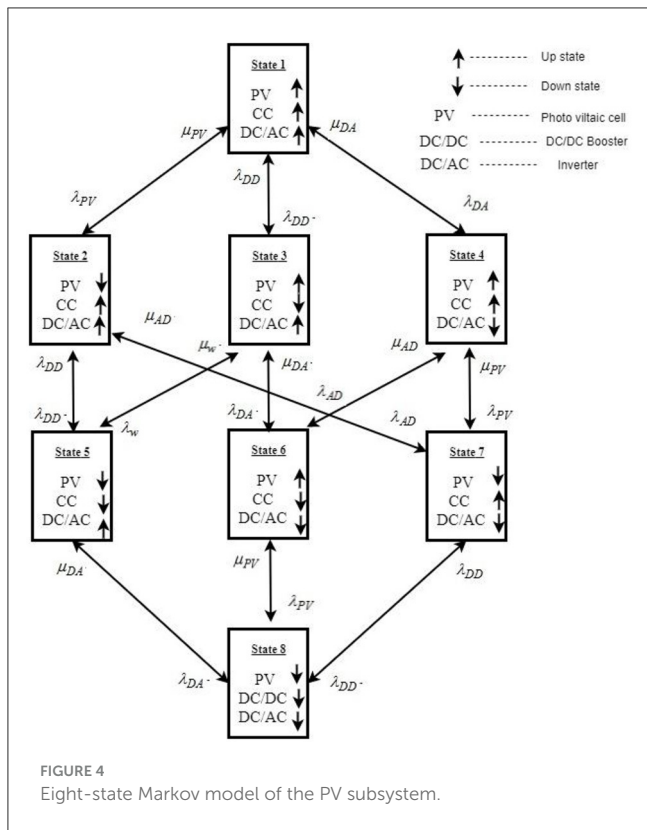 State 1
PV
CC
DC/AC
Up state
Down state
PV Photo viltaic cell
DC/DC DC/DC Booster
DC/AC Inverter
μPV
μDA
λDD
λPV
λDD-
λDA
State 2
PV
CC
DC/AC
State 3
PV
CC
DC/AC
State 4
PV
CC
DC/AC
μAD-
μw-
μAD
λDD
μDA-
μPV
λAD
λDD-
λw
λDA-
λAD
λPV
State 5
PV
CC
DC/AC
State 6
PV
CC
DC/AC
State 7
PV
CC
DC/AC
μDA-
μPV
λDD
λPV
State 8
PV
DC/DC
DC/AC
λDA-
λDD-
FIGURE 4
Eight-state Markov model of the PV subsystem.